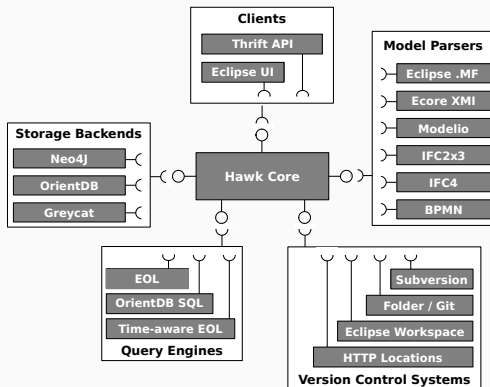 Clients
Thrift API
Eclipse UI
Model Parsers
Eclipse .MF
Ecore XMI
Modelio
IFC2x3
IFC4
BPMN
Storage Backends
Neo4J
OrientDB
Greycat
Hawk Core
EOL
OrientDB SQL
Time-aware EOL
Query Engines
Subversion
Folder / Git
Eclipse Workspace
HTTP Locations
Version Control Systems